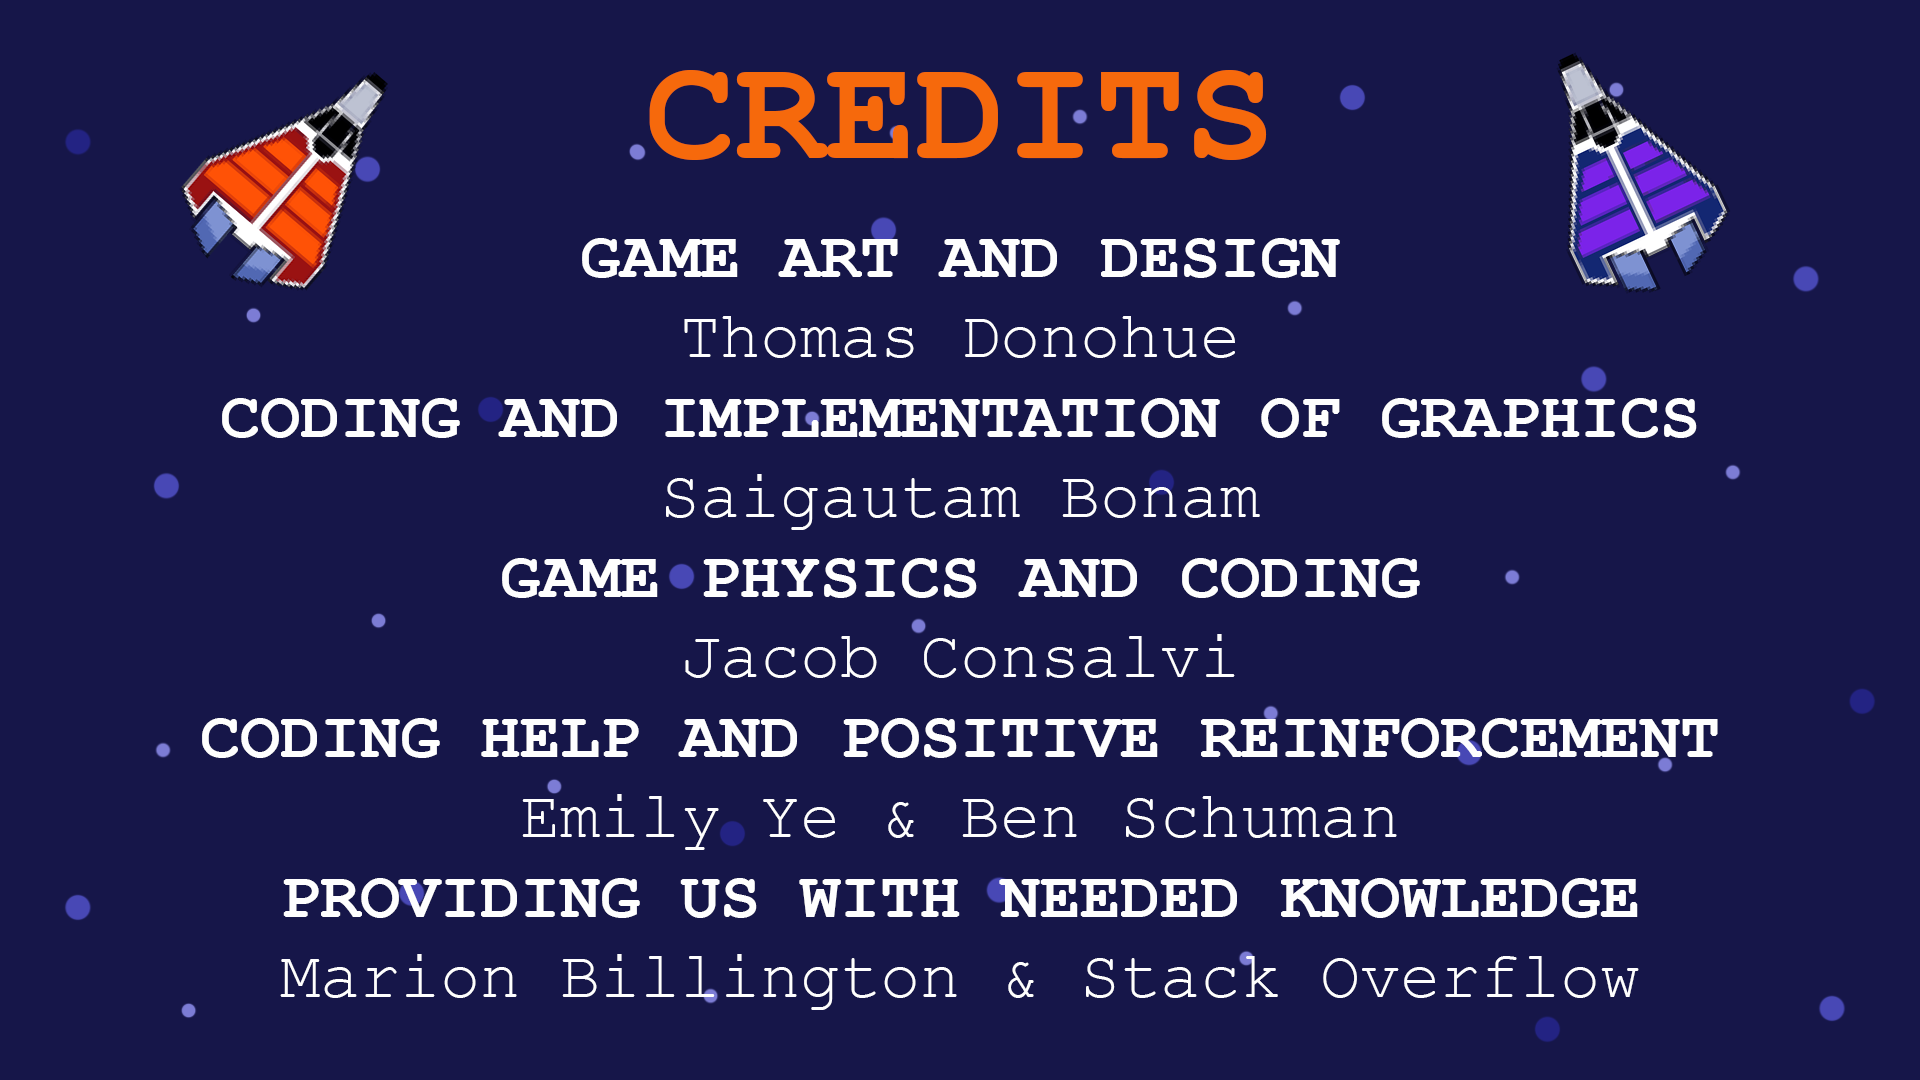 CREDITS
GAME ART AND DESIGN
Thomas Donohue
CODING AND IMPLEMENTATION OF GRAPHICS
Saigautam Bonam
GAME PHYSICS AND CODING
Jacob Consalvi
CODING HELP AND POSITIVE REINFORCEMENT
Emily Ye & Ben Schuman
PROVIDING US WITH NEEDED KNOWLEDGE
Marion Billington & Stack Overflow